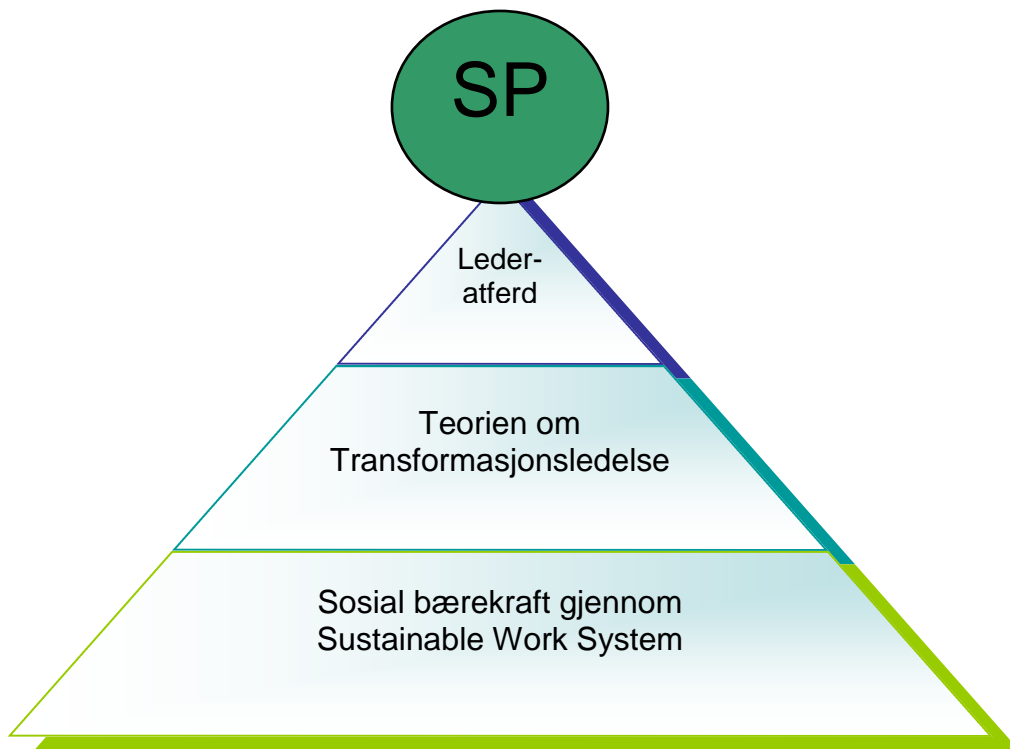 SP
Leder-
atferd
Teorien om
Transformasjonsledelse
Sosial bærekraft gjennom
Sustainable Work System